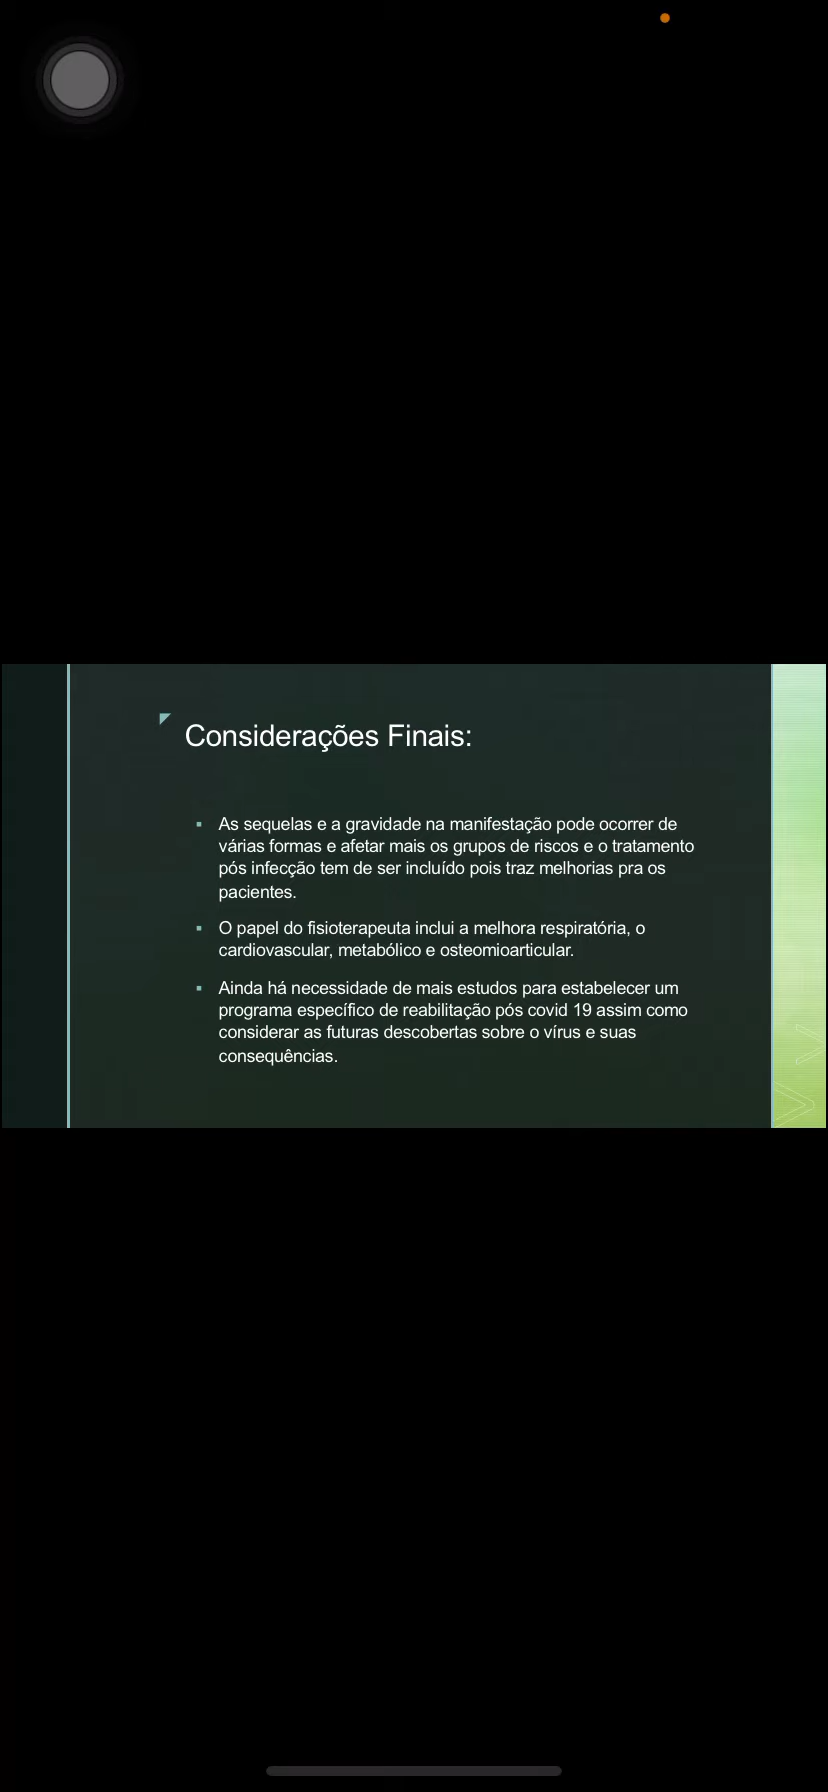 Considerações Finais:
As sequelas e a gravidade na manifestação pode ocorrer de
várias formas e afetar mais os grupos de riscos e o tratamento
pós infecção tem de ser incluído pois traz melhorias pra os
pacientes.
O papel do fisioterapeuta inclui a melhora respiratória, o
cardiovascular, metabólico e osteomioarticular.
Ainda há necessidade de mais estudos para estabelecer um
programa específico de reabilitação pós covid 19 assim como
considerar as futuras descobertas sobre o vírus e suas
consequências.